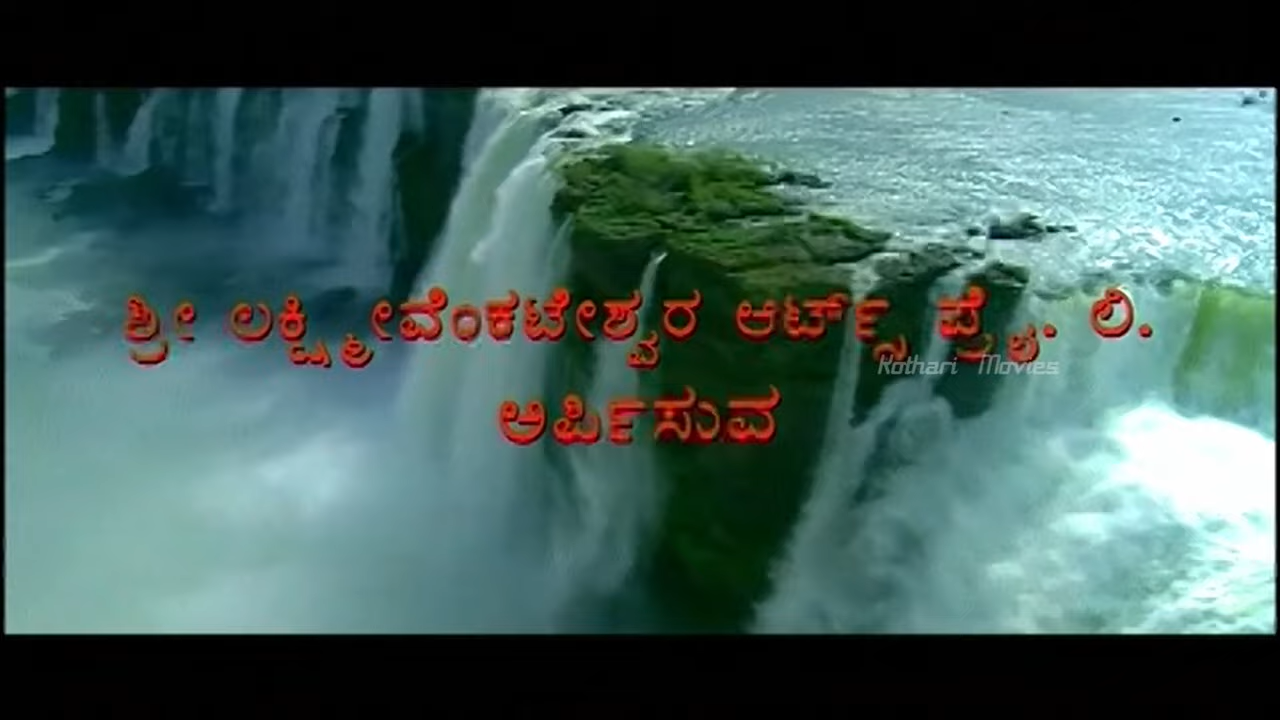 ಶ್ರೀ ಲಕ್ಷ್ಮೀವೆಂಕಟೇಶ್ವರ ಆರ್ಟ್ಸ್ ಪ್ರೈ. ಲಿ.
Kothari Movies
ಅರ್ಪಿಸುವ